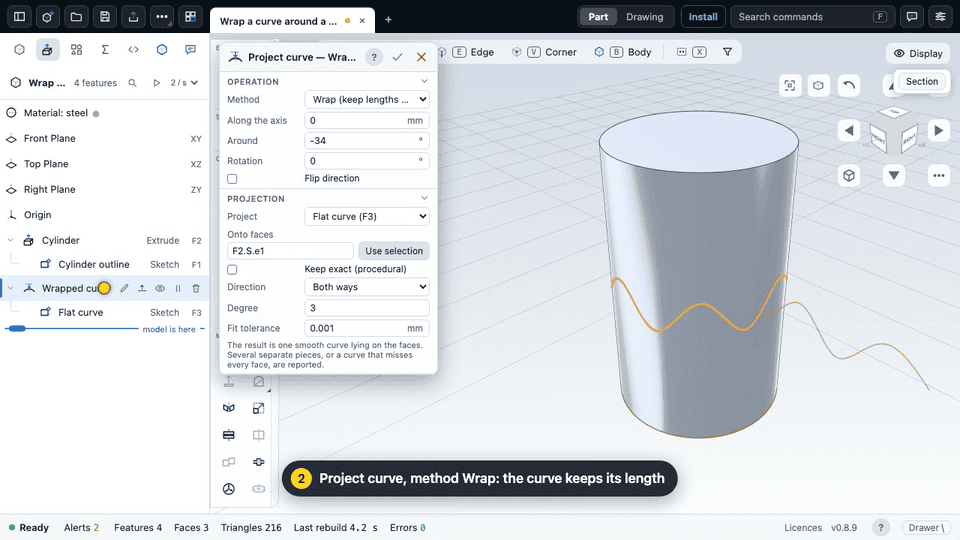 Wrap a curve around a ...
Part
Drawing
Install
Search commands
F
Wrap ...
4 features
2 / s
Material: steel
Front Plane XY
Top Plane XZ
Right Plane ZY
Origin
Cylinder Extrude F2
Cylinder outline Sketch F1
Wrapped cu
Flat curve Sketch F3
model is here
Project curve — Wra...
?
OPERATION
Method Wrap (keep lengths ...
Along the axis 0 mm
Around -34 °
Rotation 0 °
Flip direction
PROJECTION
Project Flat curve (F3)
Onto faces
F2.S.e1 Use selection
Keep exact (procedural)
Direction Both ways
Degree 3
Fit tolerance 0.001 mm
The result is one smooth curve lying on the faces.
Several separate pieces, or a curve that misses
every face, are reported.
E Edge
V Corner
B Body
X
Display
Section
FRONT
RIGHT
2 Project curve, method Wrap: the curve keeps its length
Ready
Alerts 2
Features 4
Faces 3
Triangles 216
Last rebuild 4.2 s
Errors 0
Licences
v0.8.9
?
Drawer \